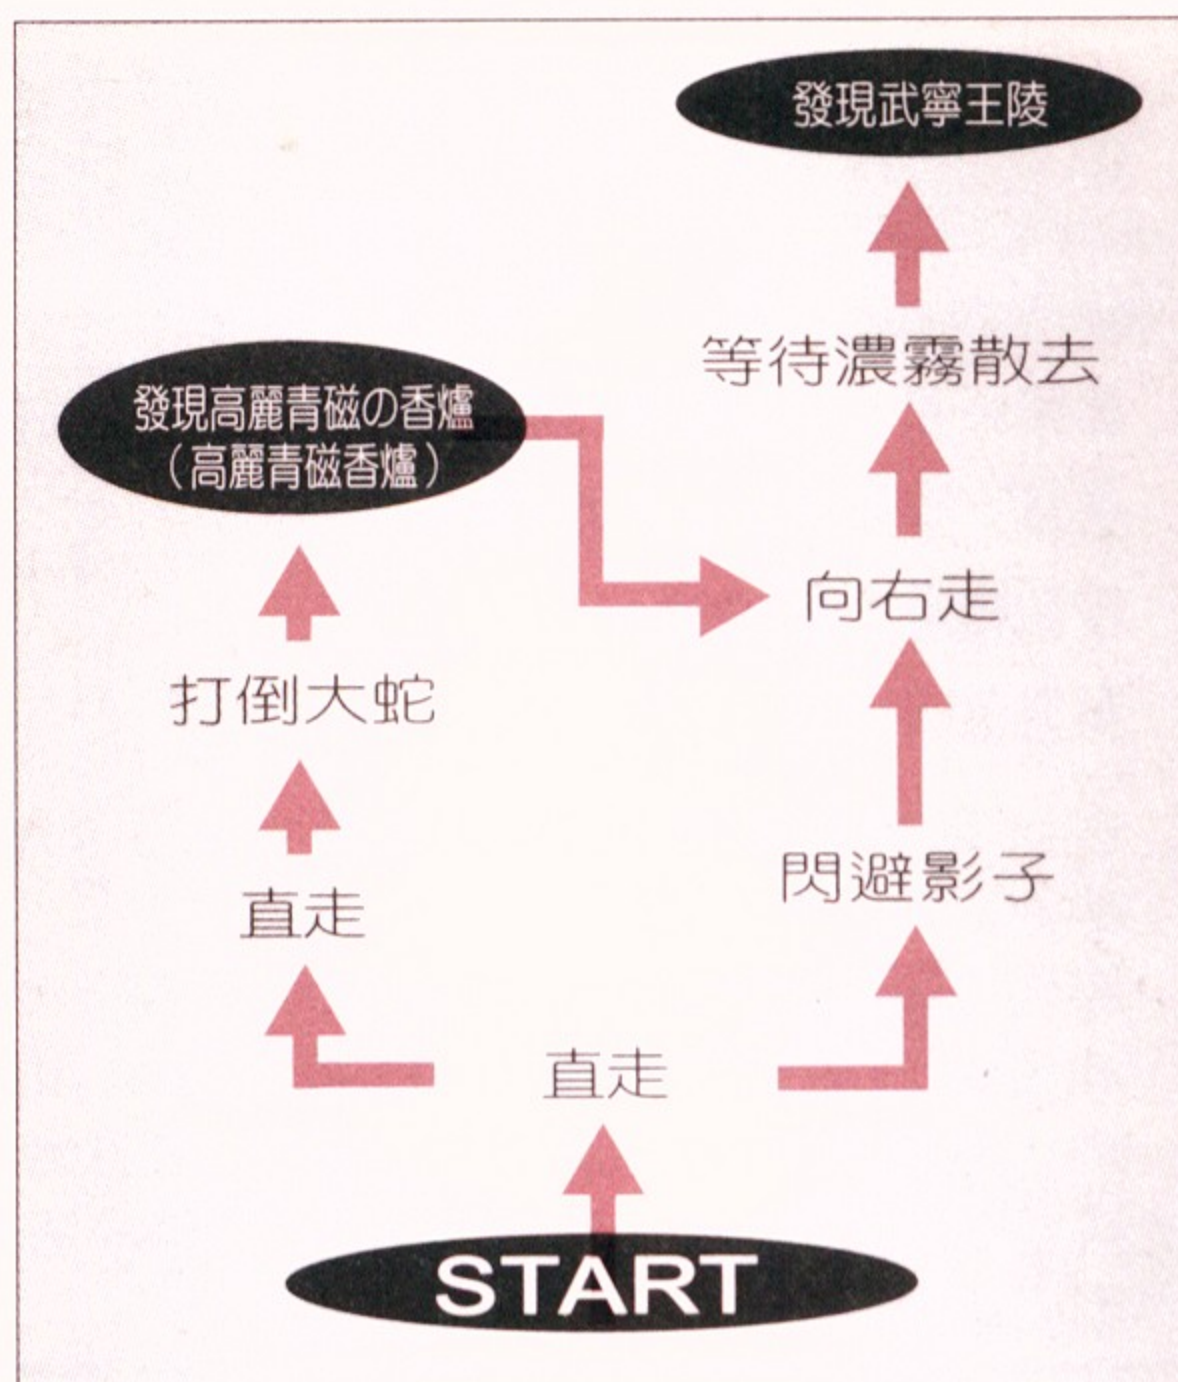 發現武寧王陵
等待濃霧散去
發現高麗青磁の香爐
(高麗青磁香爐)
向右走
打倒大蛇
閃避影子
直走
直走
START